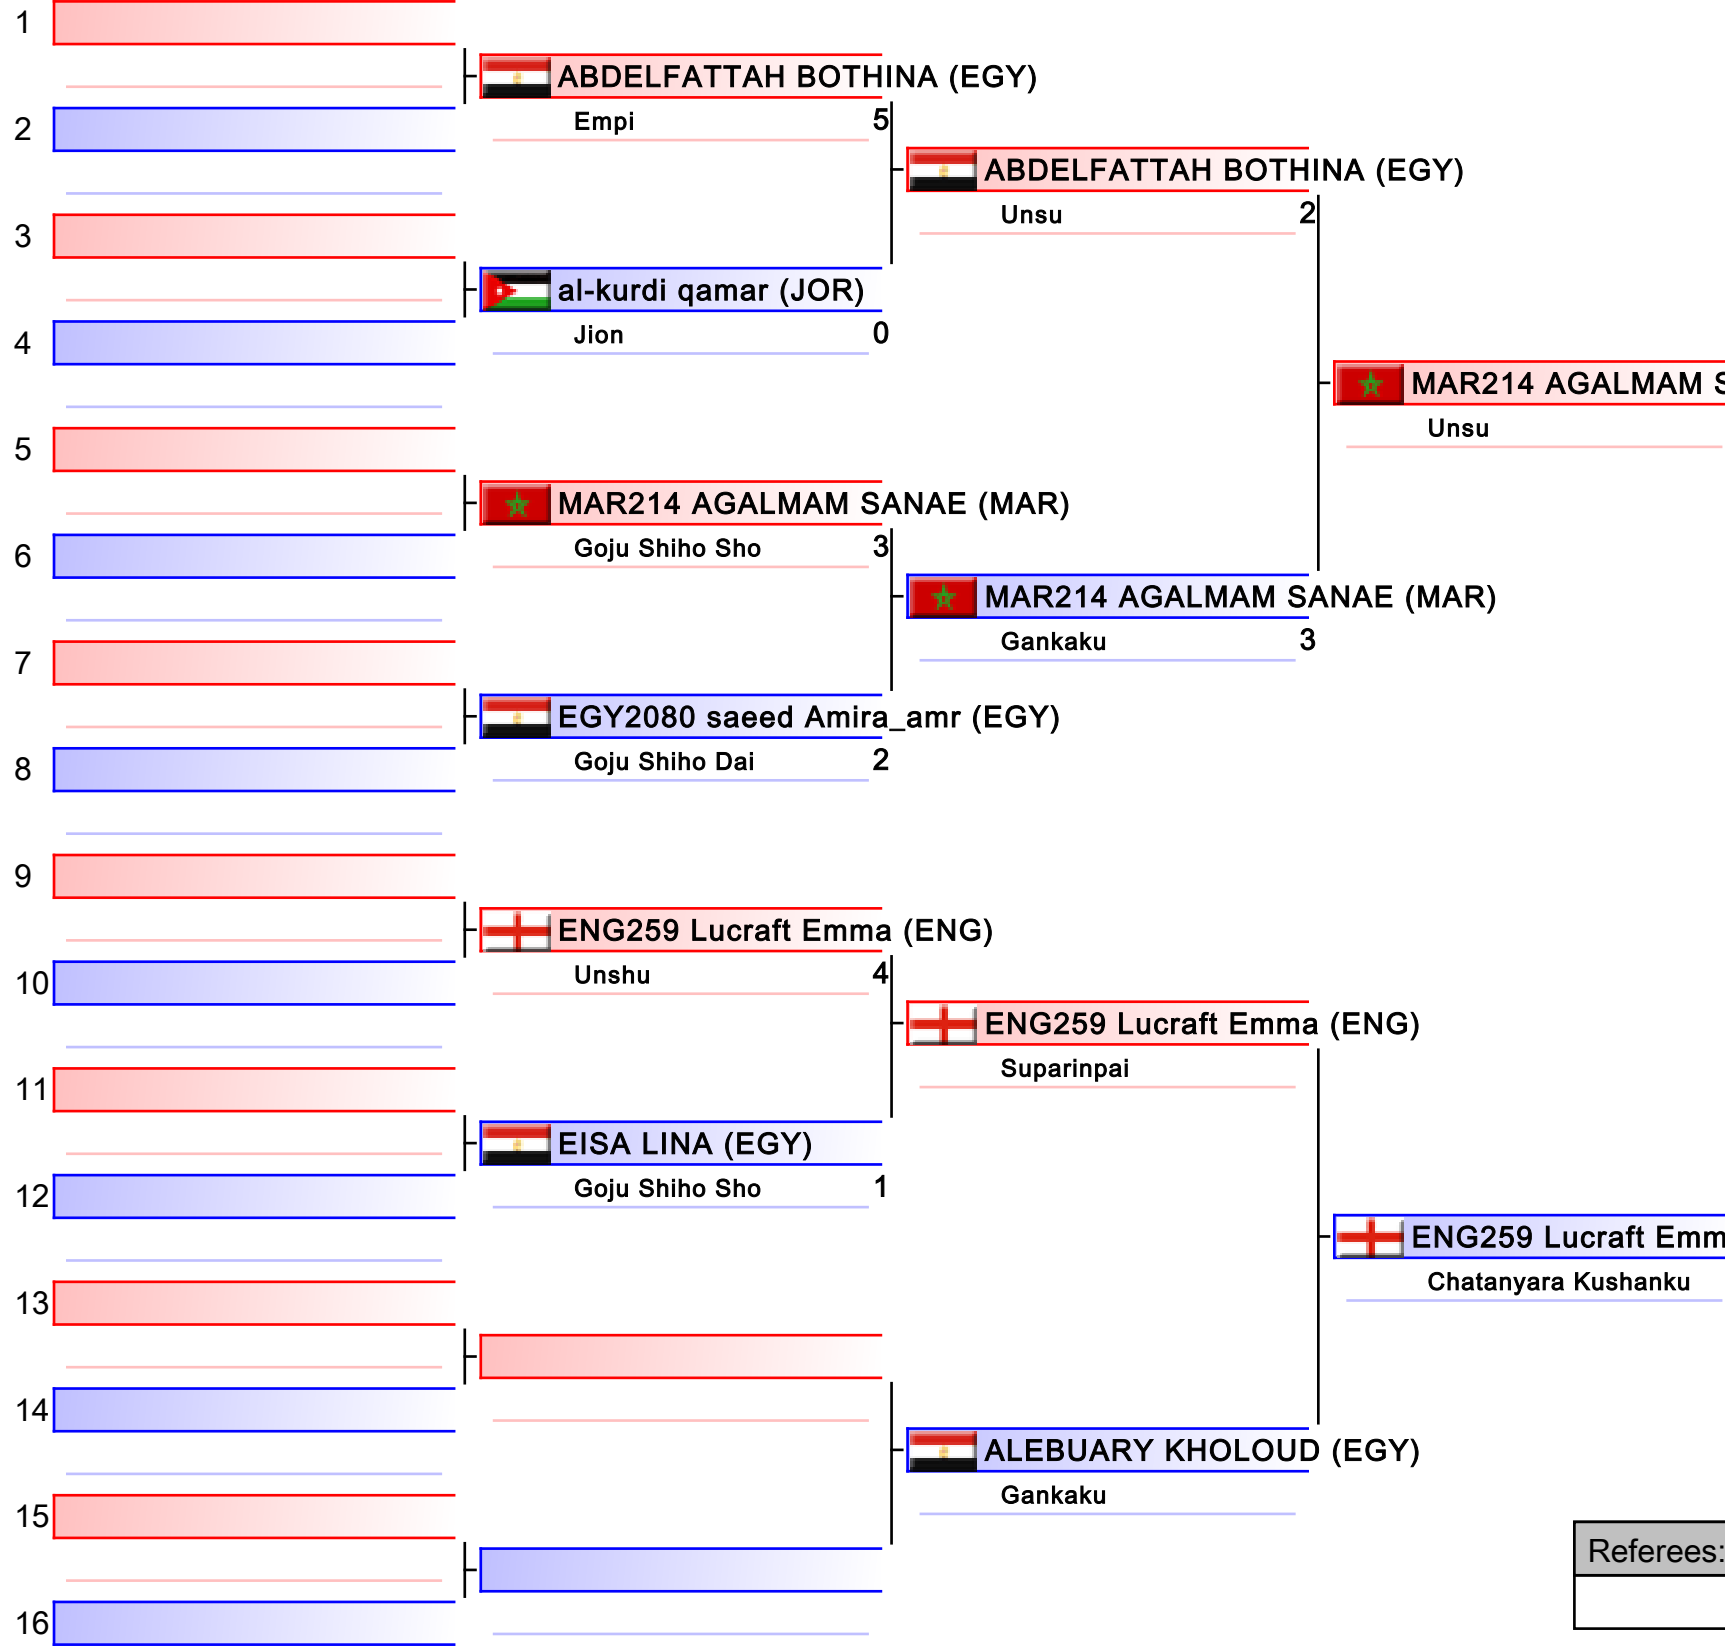 1
ABDELFATTAH BOTHINA (EGY)
Empi 5
2
ABDELFATTAH BOTHINA (EGY)
Unsu 2
3
al-kurdi qamar (JOR)
Jion 0
4
MAR214 AGALMAM S
Unsu
5
MAR214 AGALMAM SANAE (MAR)
Goju Shiho Sho 3
6
MAR214 AGALMAM SANAE (MAR)
Gankaku 3
7
EGY2080 saeed Amira_amr (EGY)
Goju Shiho Dai 2
8
9
ENG259 Lucraft Emma (ENG)
Unshu 4
10
ENG259 Lucraft Emma (ENG)
Suparinpai
11
EISA LINA (EGY)
Goju Shiho Sho 1
12
ENG259 Lucraft Emm
Chatanyara Kushanku
13
14
ALEBUARY KHOLOUD (EGY)
Gankaku
15
Referees:
16